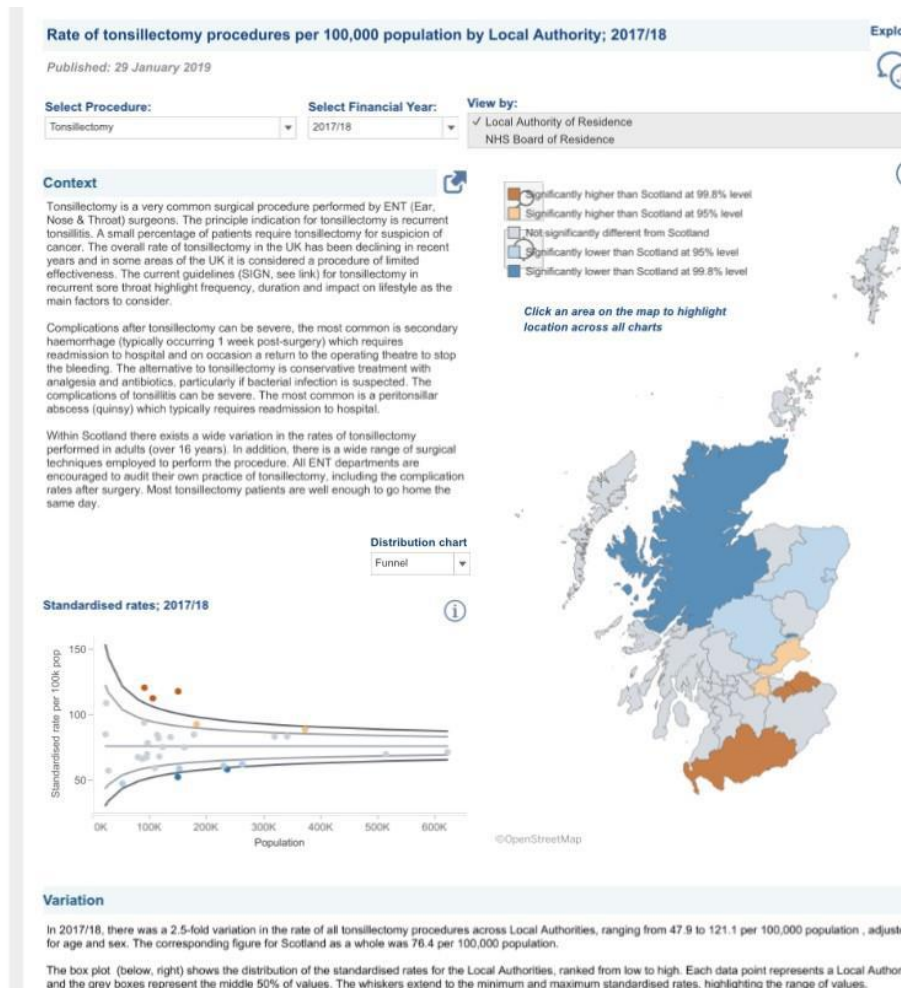 Rate of tonsillectomy procedures per 100,000 population by Local Authority; 2017/18
Published: 29 January 2019
Select Procedure:
Tonsillectomy
Select Financial Year:
2017/18
View by:
✓ Local Authority of Residence
NHS Board of Residence
Context
Tonsillectomy is a very common surgical procedure performed by ENT (Ear,
Nose & Throat) surgeons. The principle indication for tonsillectomy is recurrent
tonsillitis. A small percentage of patients require tonsillectomy for suspicion of
cancer. The overall rate of tonsillectomy in the UK has been declining in recent
years and in some areas of the UK it is considered a procedure of limited
effectiveness. The current guidelines (SIGN, see link) for tonsillectomy in
recurrent sore throat highlight frequency, duration and impact on lifestyle as the
main factors to consider.
Complications after tonsillectomy can be severe, the most common is secondary
haemorrhage (typically occurring 1 week post-surgery) which requires
readmission to hospital and on occasion a return to the operating theatre to stop
the bleeding. The alternative to tonsillectomy is conservative treatment with
analgesia and antibiotics, particularly if bacterial infection is suspected. The
complications of tonsillitis can be severe. The most common is a peritonsillar
abscess (quinsy) which typically requires readmission to hospital.
Within Scotland there exists a wide variation in the rates of tonsillectomy
performed in adults (over 16 years). In addition, there is a wide range of surgical
techniques employed to perform the procedure. All ENT departments are
encouraged to audit their own practice of tonsillectomy, including the complication
rates after surgery. Most tonsillectomy patients are well enough to go home the
same day.
Significantly higher than Scotland at 99.8% level
Significantly higher than Scotland at 95% level
Not significantly different from Scotland
Significantly lower than Scotland at 95% level
Significantly lower than Scotland at 99.8% level
Click an area on the map to highlight
location across all charts
Distribution chart
Funnel
Standardised rates; 2017/18
Standardised rate per 100k pop
150
100
50
0K 100K 200K 300K 400K 500K 600K
Population
©OpenStreetMap
Variation
In 2017/18, there was a 2.5-fold variation in the rate of all tonsillectomy procedures across Local Authorities, ranging from 47.9 to 121.1 per 100,000 population , adjuste
for age and sex. The corresponding figure for Scotland as a whole was 76.4 per 100,000 population.
The box plot (below, right) shows the distribution of the standardised rates for the Local Authorities, ranked from low to high. Each data point represents a Local Author
and the grey boxes represent the middle 50% of values. The whiskers extend to the minimum and maximum standardised rates, highlighting the range of values.